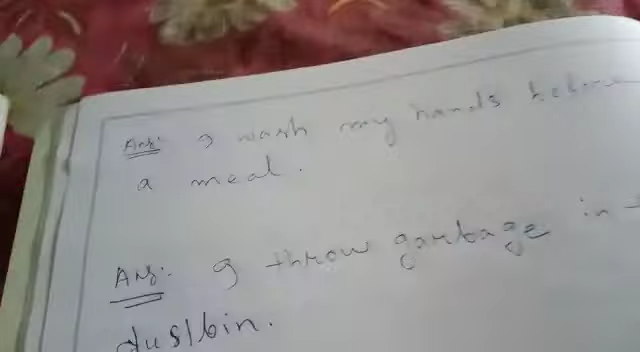 Ans:- I wash my hands before
a meal.
Ans:- I throw garbage in t
dustbin.